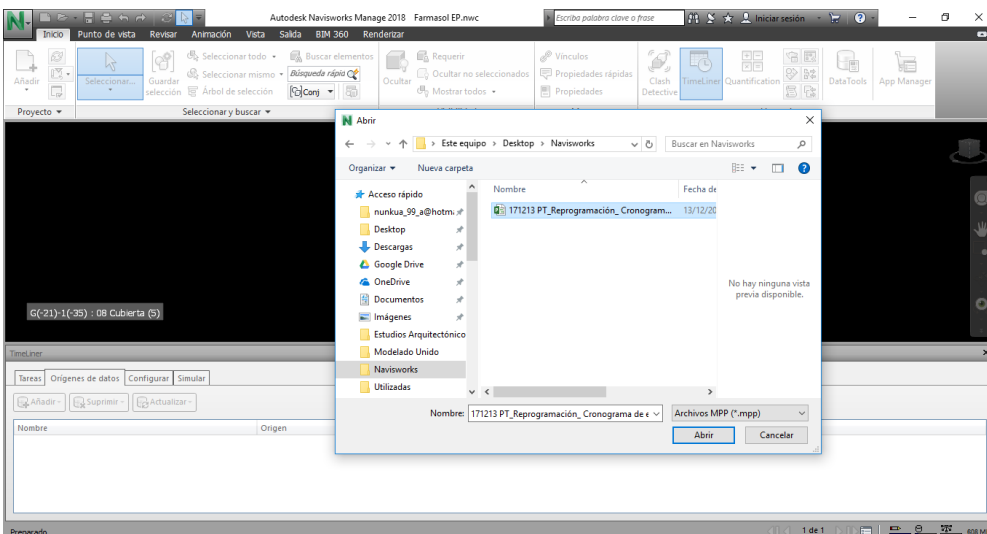 Autodesk Navisworks Manage 2018 Farmasol EP.nwc
Escriba palabra clave o frase
Iniciar sesión
Inicio Punto de vista Revisar Animación Vista Salida BIM 360 Renderizar
Añadir
Seleccionar...
Guardar selección
Seleccionar todo
Seleccionar mismo
Árbol de selección
Buscar elementos
Búsqueda rápida
Conj
Ocultar
Requerir
Ocultar no seleccionados
Mostrar todos
Vínculos
Propiedades rápidas
Propiedades
Clash Detective
TimeLiner
Quantification
DataTools
App Manager
Proyecto
Seleccionar y buscar
Abrir
Este equipo > Desktop > Navisworks
Buscar en Navisworks
Organizar
Nueva carpeta
Acceso rápido
nunkua_99_a@hotm
Desktop
Descargas
Google Drive
OneDrive
Documentos
Imágenes
Estudios Arquitectónico
Modelado Unido
Navisworks
Utilizadas
Nombre
Fecha de
171213 PT_Reprogramación_ Cronogram...
13/12/20
No hay ninguna vista
previa disponible.
Nombre:
171213 PT_Reprogramación_ Cronograma de e
Archivos MPP (*.mpp)
Abrir
Cancelar
G(-21)-1(-35) : 08 Cubierta (5)
TimeLiner
Tareas Orígenes de datos Configurar Simular
Añadir Suprimir Actualizar
Nombre Origen
Preparado
1 de 1
608 M